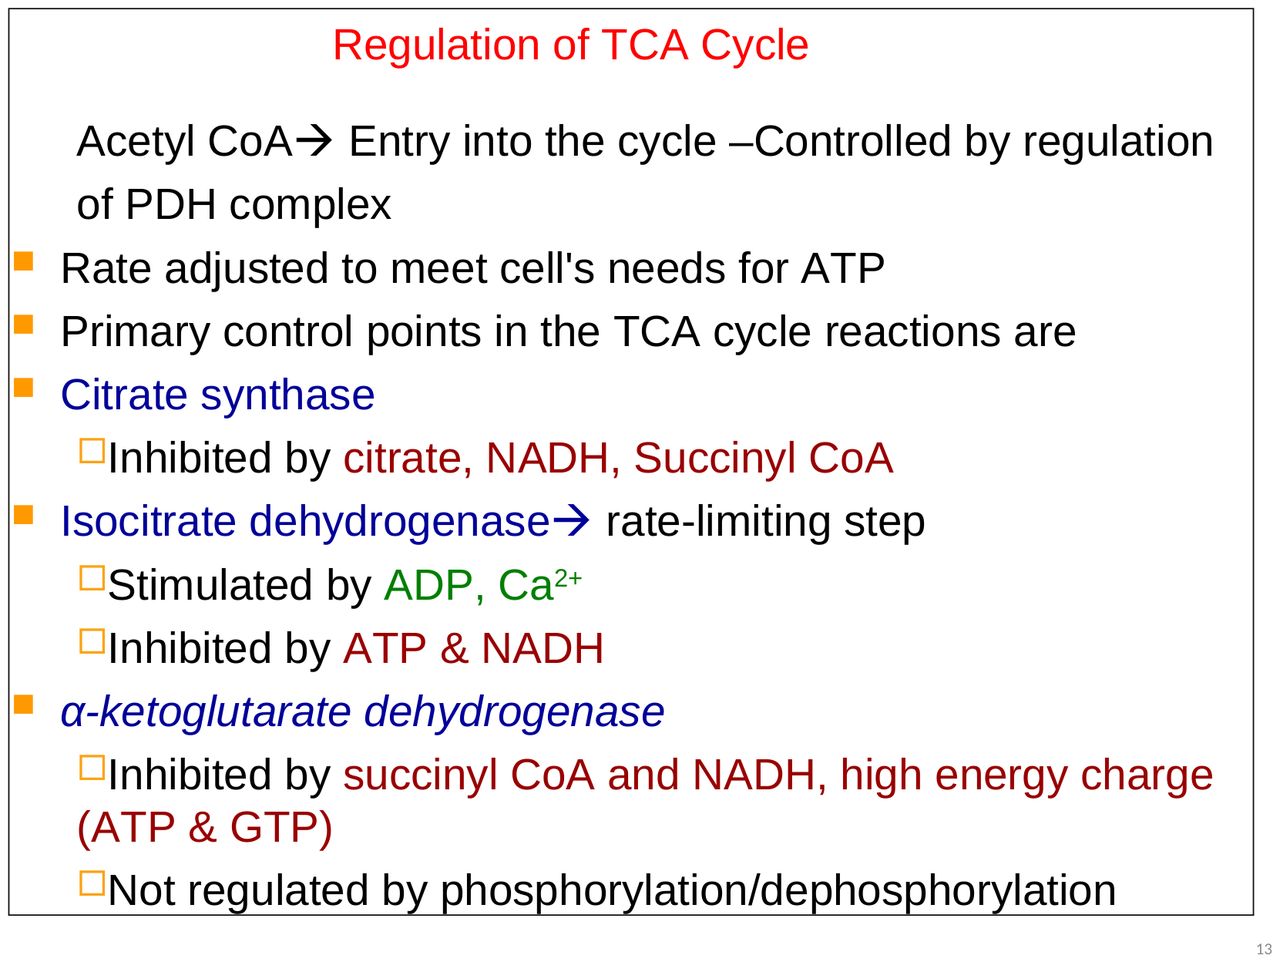 Regulation of TCA Cycle
Acetyl CoA→ Entry into the cycle –Controlled by regulation
of PDH complex
Rate adjusted to meet cell's needs for ATP
Primary control points in the TCA cycle reactions are
Citrate synthase
Inhibited by citrate, NADH, Succinyl CoA
Isocitrate dehydrogenase→ rate-limiting step
Stimulated by ADP, Ca²⁺
Inhibited by ATP & NADH
α-ketoglutarate dehydrogenase
Inhibited by succinyl CoA and NADH, high energy charge
(ATP & GTP)
Not regulated by phosphorylation/dephosphorylation
13